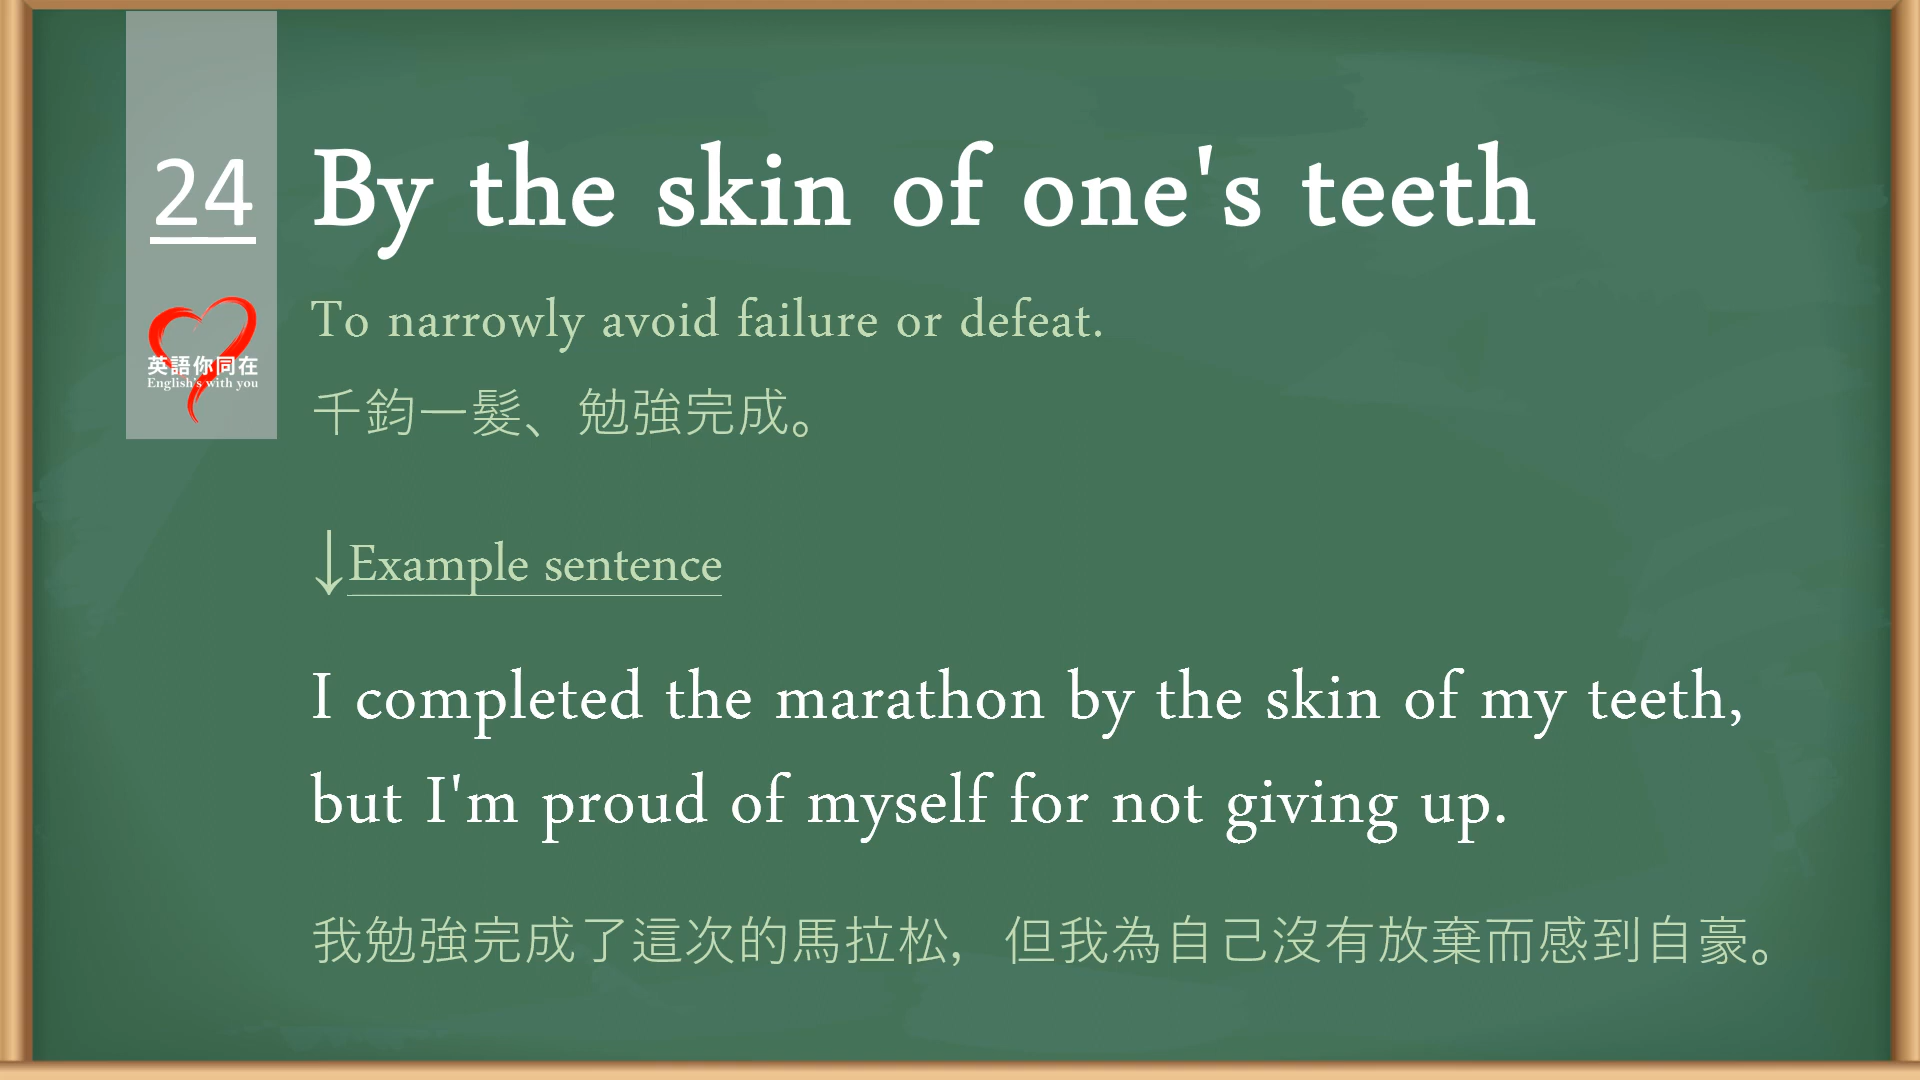 24
By the skin of one's teeth
英語你同在
English's with you
To narrowly avoid failure or defeat.
千鈞一髮、勉強完成。
↓Example sentence
I completed the marathon by the skin of my teeth,
but I'm proud of myself for not giving up.
我勉強完成了這次的馬拉松，但我為自己沒有放棄而感到自豪。